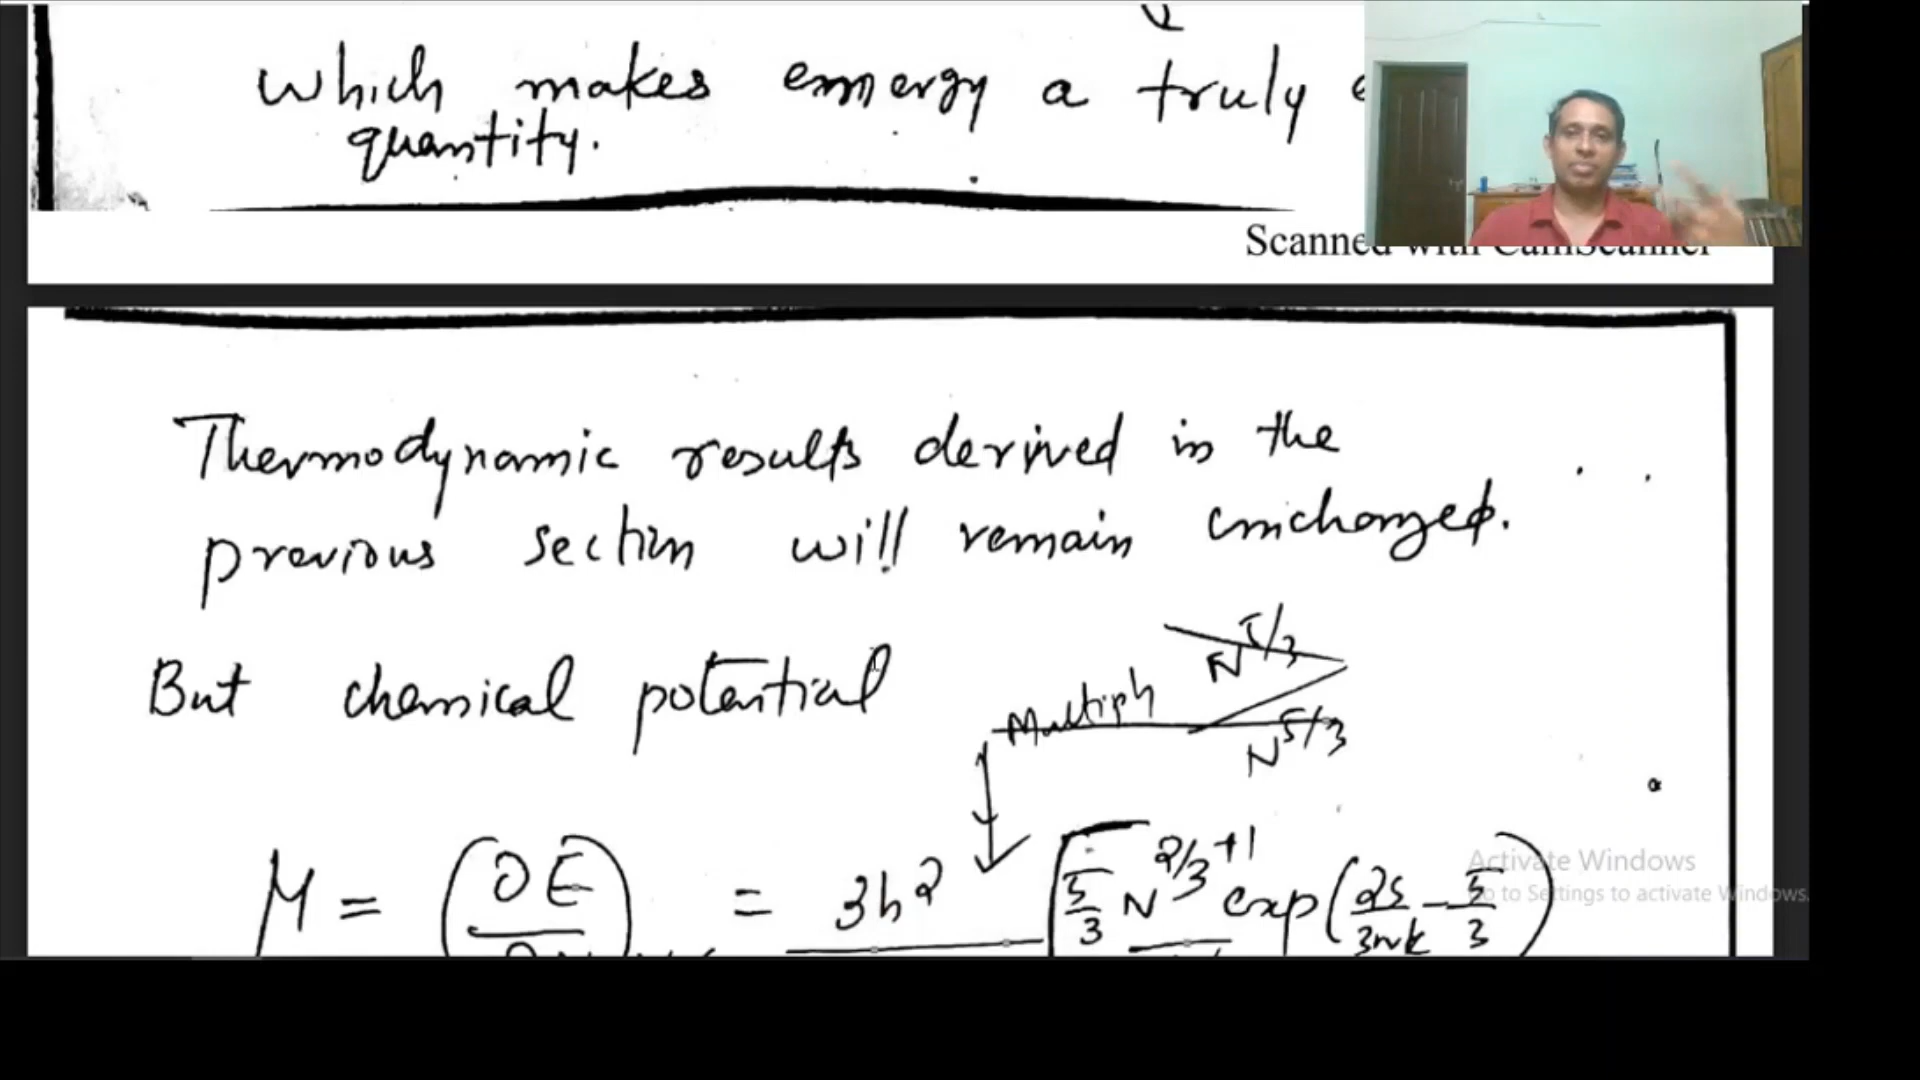 which makes emnergy a truly e
quantity.
Scanned with CamScanner
Thermodynamic results derived in the
previous section will remain unchanged.
But chemical potential
N^5/3
Multiply
N^5/3
μ = (∂E = 3h² [5/3 N^2/3+1 exp(2S/3Nk - 5/3)
Activate Windows
Go to Settings to activate Windows.